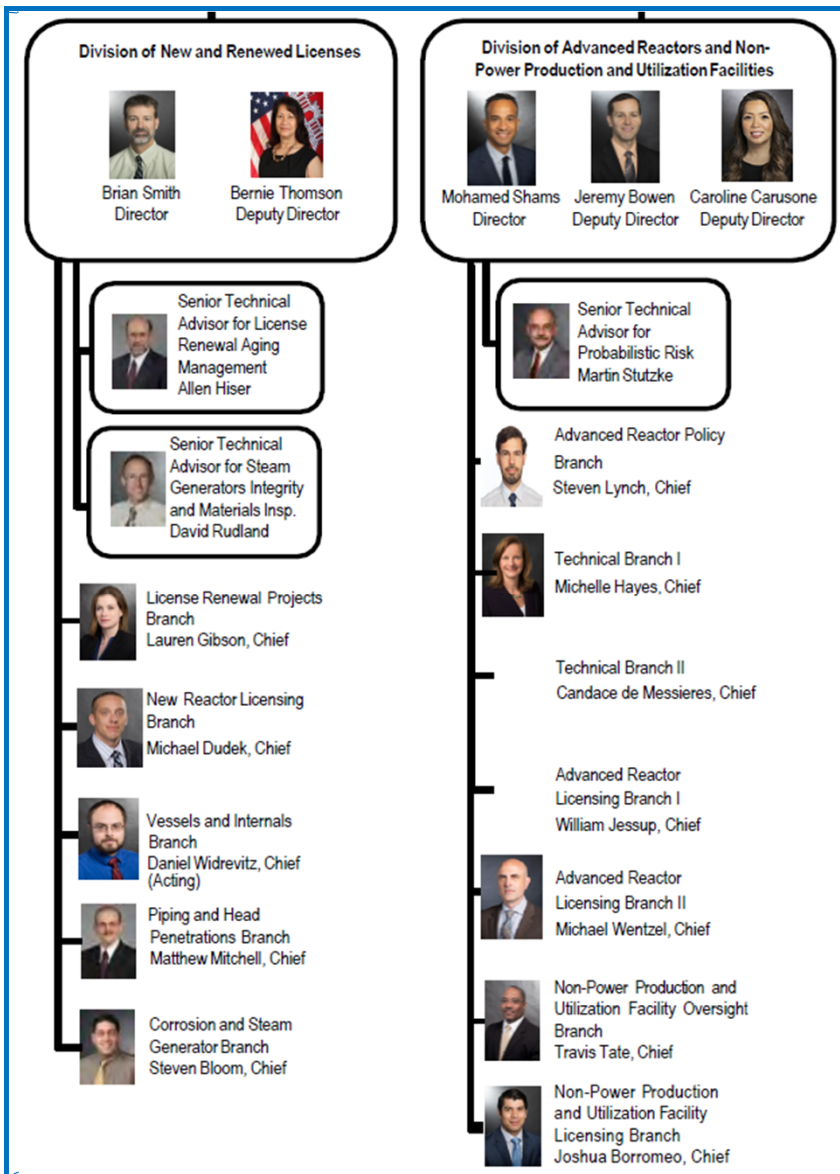 Division of New and Renewed Licenses
Brian Smith
Director
Bernie Thomson
Deputy Director
Senior Technical
Advisor for License
Renewal Aging
Management
Allen Hiser
Senior Technical
Advisor for Steam
Generators Integrity
and Materials Insp.
David Rudland
License Renewal Projects
Branch
Lauren Gibson, Chief
New Reactor Licensing
Branch
Michael Dudek, Chief
Vessels and Internals
Branch
Daniel Widrevitz, Chief
(Acting)
Piping and Head
Penetrations Branch
Matthew Mitchell, Chief
Corrosion and Steam
Generator Branch
Steven Bloom, Chief
Division of Advanced Reactors and Non-
Power Production and Utilization Facilities
Mohamed Shams
Director
Jeremy Bowen
Deputy Director
Caroline Carusone
Deputy Director
Senior Technical
Advisor for
Probabilistic Risk
Martin Stutzke
Advanced Reactor Policy
Branch
Steven Lynch, Chief
Technical Branch I
Michelle Hayes, Chief
Technical Branch II
Candace de Messieres, Chief
Advanced Reactor
Licensing Branch I
William Jessup, Chief
Advanced Reactor
Licensing Branch II
Michael Wentzel, Chief
Non-Power Production and
Utilization Facility Oversight
Branch
Travis Tate, Chief
Non-Power Production
and Utilization Facility
Licensing Branch
Joshua Borromeo, Chief